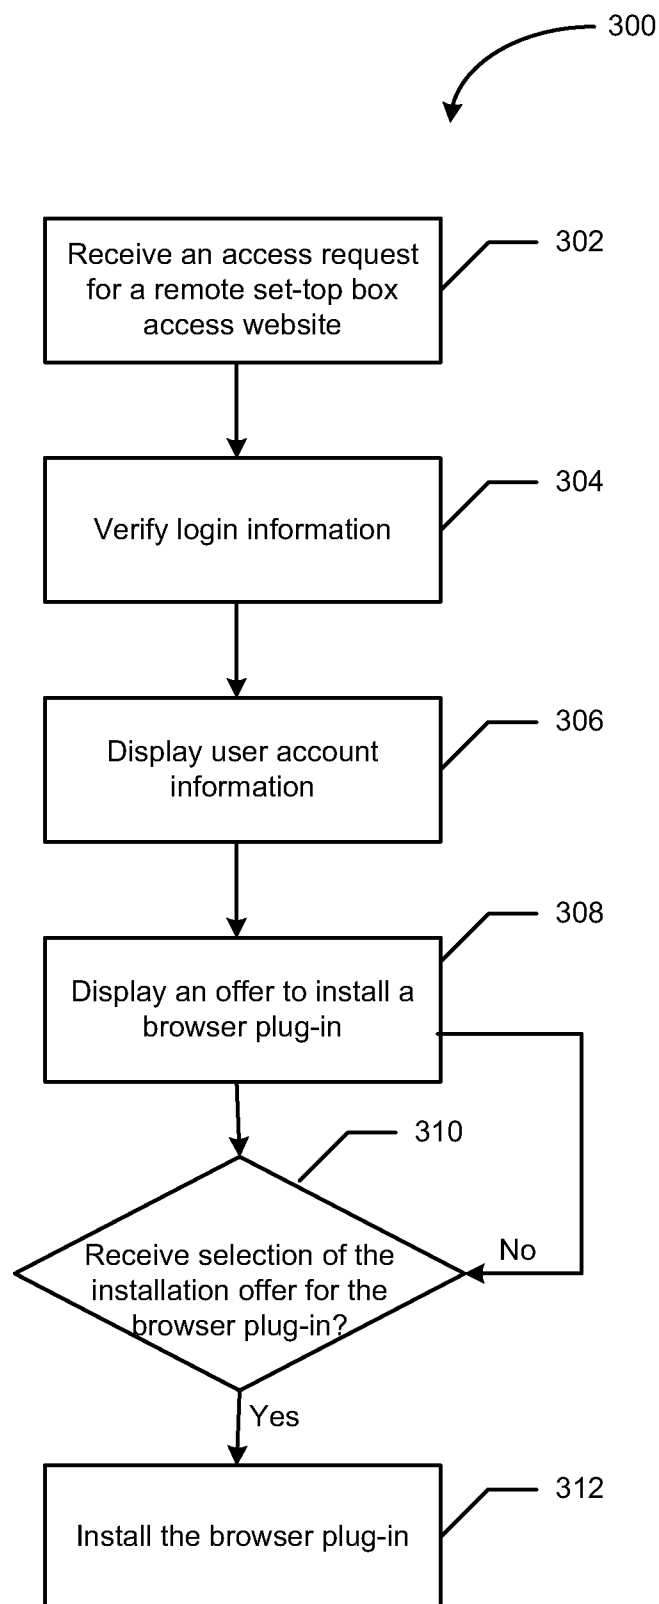 300
Receive an access request
for a remote set-top box
access website
302
Verify login information
304
Display user account
information
306
Display an offer to install a
browser plug-in
308
310
Receive selection of the
installation offer for the
browser plug-in?
No
Yes
Install the browser plug-in
312